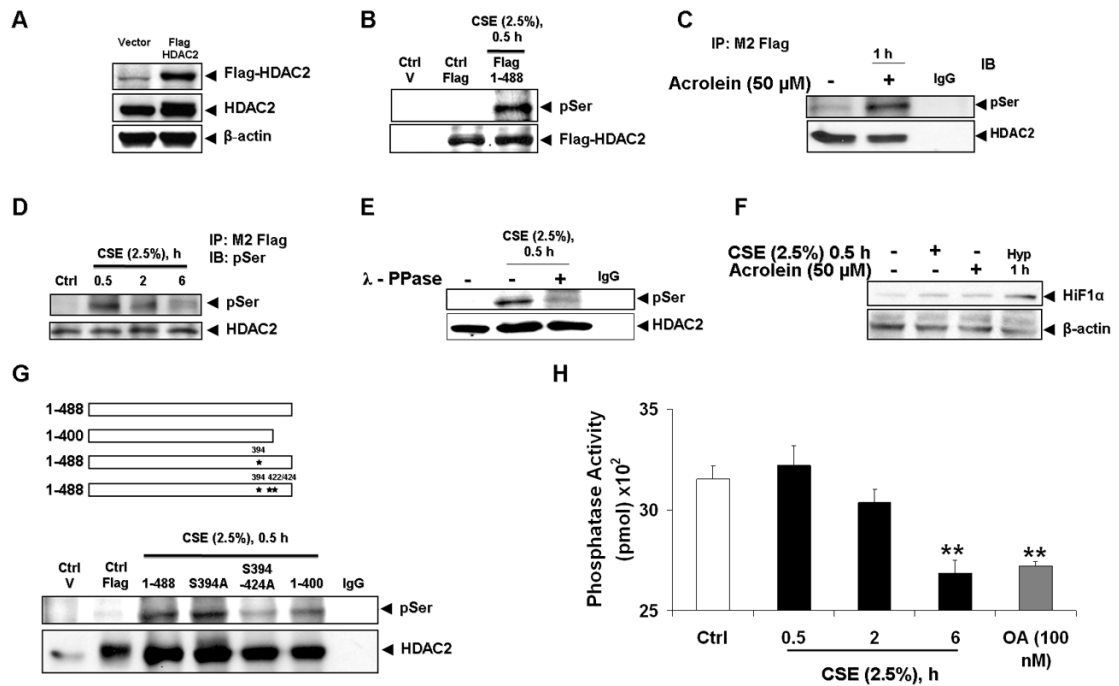 A
Vector
Flag
HDAC2
Flag-HDAC2
HDAC2
β-actin
B
CSE (2.5%),
0.5 h
Ctrl
V
Ctrl
Flag
Flag
1-488
pSer
Flag-HDAC2
C
IP: M2 Flag
1 h
IB
Acrolein (50 µM)
-
+
IgG
pSer
HDAC2
D
CSE (2.5%), h
IP: M2 Flag
IB: pSer
Ctrl
0.5
2
6
pSer
HDAC2
E
CSE (2.5%),
0.5 h
λ - PPase
-
-
+
IgG
pSer
HDAC2
F
CSE (2.5%) 0.5 h
-
+
-
Hyp
1 h
Acrolein (50 µM)
-
-
+
HiF1α
β-actin
G
1-488
1-400
394
1-488
394 422/424
1-488
CSE (2.5%), 0.5 h
Ctrl
V
Ctrl
Flag
1-488
S394A
S394
-424A
1-400
IgG
pSer
HDAC2
H
Phosphatase Activity
(pmol) x10²
35
30
25
**
**
Ctrl
0.5
2
6
OA (100
nM)
CSE (2.5%), h